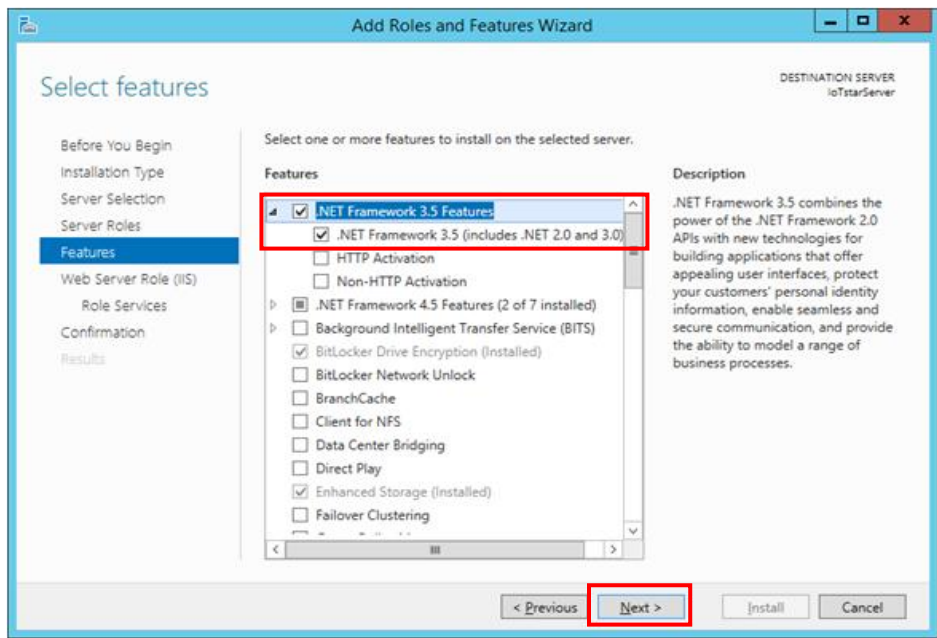 Add Roles and Features Wizard
Select features
DESTINATION SERVER
IoTstarServer
Before You Begin
Installation Type
Server Selection
Server Roles
Features
Web Server Role (IIS)
Role Services
Confirmation
Results
Select one or more features to install on the selected server.
Features
.NET Framework 3.5 Features
.NET Framework 3.5 (includes .NET 2.0 and 3.0)
HTTP Activation
Non-HTTP Activation
.NET Framework 4.5 Features (2 of 7 installed)
Background Intelligent Transfer Service (BITS)
BitLocker Drive Encryption (Installed)
BitLocker Network Unlock
BranchCache
Client for NFS
Data Center Bridging
Direct Play
Enhanced Storage (Installed)
Failover Clustering
Description
.NET Framework 3.5 combines the
power of the .NET Framework 2.0
APIs with new technologies for
building applications that offer
appealing user interfaces, protect
your customers' personal identity
information, enable seamless and
secure communication, and provide
the ability to model a range of
business processes.
< Previous
Next >
Install
Cancel